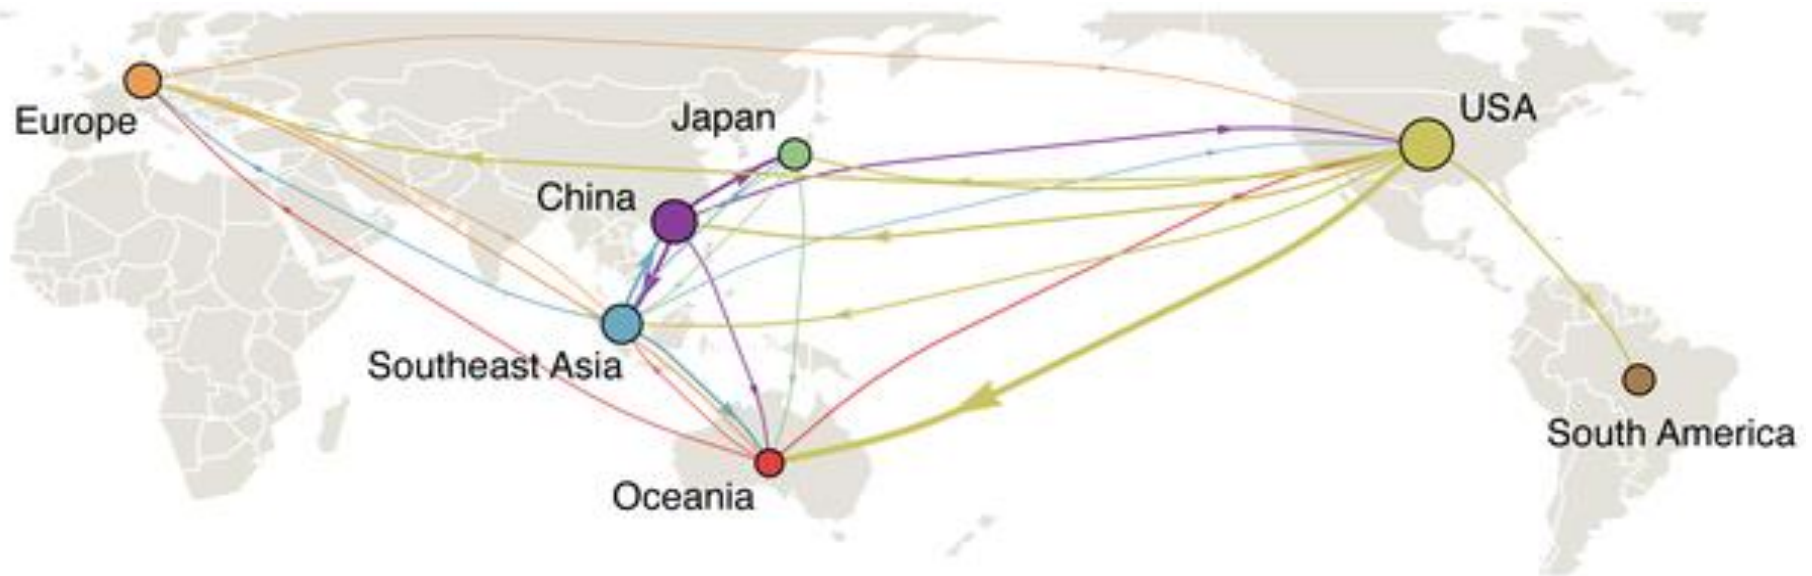 USA
Japan
Europe
China
Southeast Asia
South America
Oceania